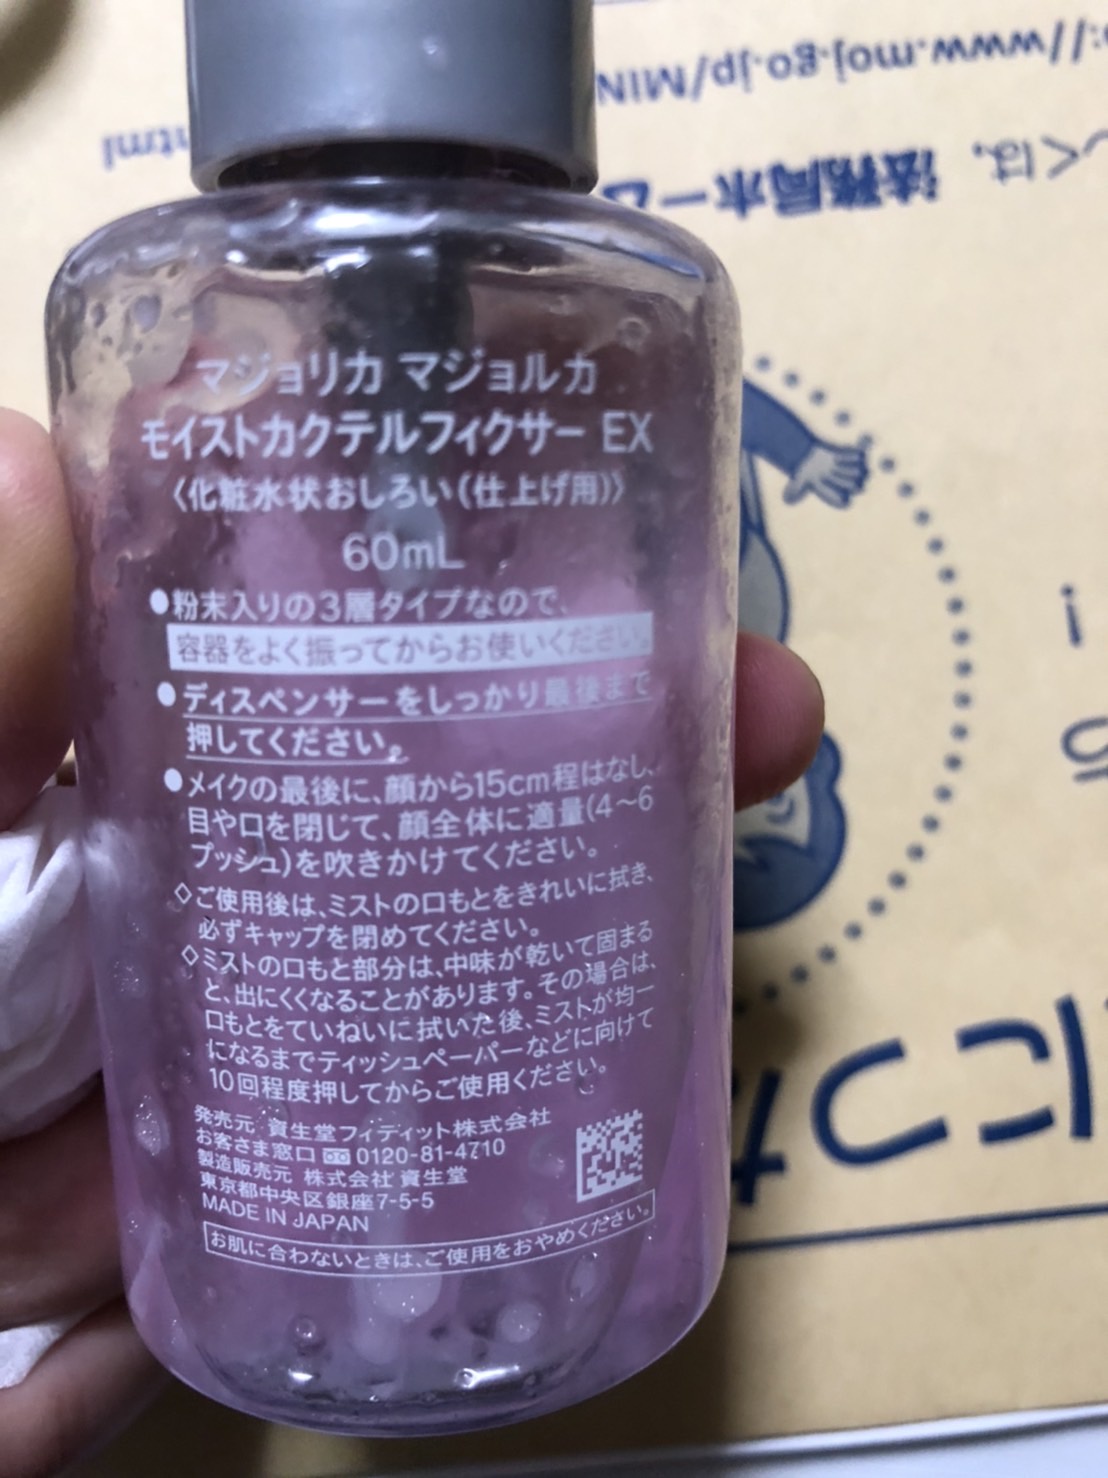 マジョリカ マジョルカ
モイストカクテルフィクサー EX
〈化粧水状おしろい(仕上げ用)〉
60mL
●粉末入りの3層タイプなので、
容器をよく振ってからお使いください。
●ディスペンサーをしっかり最後まで
押してください。
●メイクの最後に、顔から15cm程はなし、
目や口を閉じて、顔全体に適量(4〜6
プッシュ)を吹きかけてください。
◇ご使用後は、ミストの口もとをきれいに拭き、
必ずキャップを閉めてください。
◇ミストの口もと部分は、中味が乾いて固まる
と、出にくくなることがあります。その場合は、
口もとをていねいに拭いた後、ミストが均一
になるまでティッシュペーパーなどに向けて
10回程度押してからご使用ください。
発売元 資生堂フィティット株式会社
お客さま窓口 0120-81-4710
製造販売元 株式会社 資生堂
東京都中央区銀座7-5-5
MADE IN JAPAN
お肌に合わないときは、ご使用をおやめください。
://www.moj.go.jp/MIN
html
しくは、法務局ホーム
につ
!